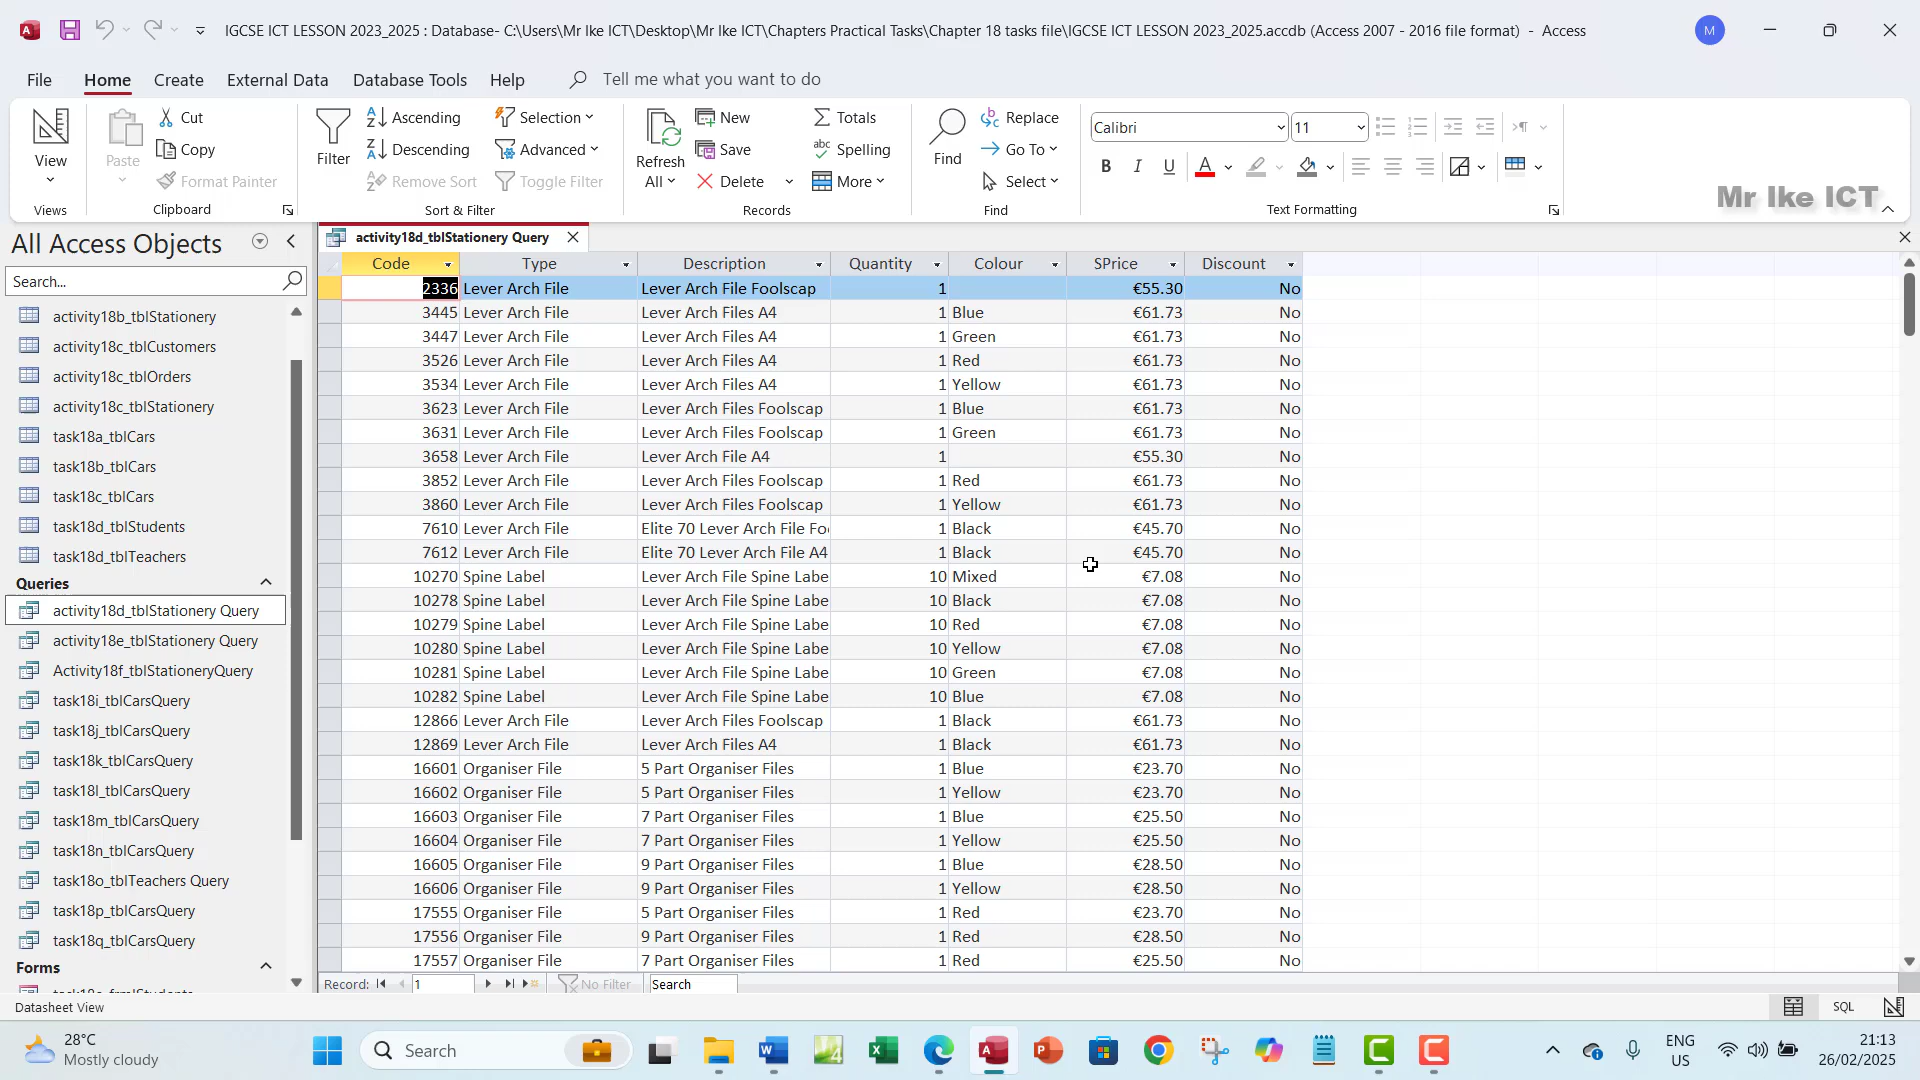 IGCSE ICT LESSON 2023_2025 : Database- C:\Users\Mr Ike ICT\Desktop\Mr Ike ICT\Chapters Practical Tasks\Chapter 18 tasks file\IGCSE ICT LESSON 2023_2025.accdb (Access 2007 - 2016 file format) - Access
M
File Home Create External Data Database Tools Help Tell me what you want to do
View Paste Cut Copy Format Painter
Filter Ascending Descending Remove Sort Selection Advanced Toggle Filter
Refresh All New Save Delete Totals Spelling More
Find Replace Go To Select
Calibri 11
B I U A
Views Clipboard Sort & Filter Records Find Text Formatting
Mr Ike ICT
All Access Objects
Search...
activity18b_tblStationery
activity18c_tblCustomers
activity18c_tblOrders
activity18c_tblStationery
task18a_tblCars
task18b_tblCars
task18c_tblCars
task18d_tblStudents
task18d_tblTeachers
Queries
activity18d_tblStationery Query
activity18e_tblStationery Query
Activity18f_tblStationeryQuery
task18i_tblCarsQuery
task18j_tblCarsQuery
task18k_tblCarsQuery
task18l_tblCarsQuery
task18m_tblCarsQuery
task18n_tblCarsQuery
task18o_tblTeachers Query
task18p_tblCarsQuery
task18q_tblCarsQuery
Forms
activity18d_tblStationery Query
Code Type Description Quantity Colour SPrice Discount
2336 Lever Arch File Lever Arch File Foolscap 1 €55.30 No
3445 Lever Arch File Lever Arch Files A4 1 Blue €61.73 No
3447 Lever Arch File Lever Arch Files A4 1 Green €61.73 No
3526 Lever Arch File Lever Arch Files A4 1 Red €61.73 No
3534 Lever Arch File Lever Arch Files A4 1 Yellow €61.73 No
3623 Lever Arch File Lever Arch Files Foolscap 1 Blue €61.73 No
3631 Lever Arch File Lever Arch Files Foolscap 1 Green €61.73 No
3658 Lever Arch File Lever Arch File A4 1 €55.30 No
3852 Lever Arch File Lever Arch Files Foolscap 1 Red €61.73 No
3860 Lever Arch File Lever Arch Files Foolscap 1 Yellow €61.73 No
7610 Lever Arch File Elite 70 Lever Arch File Fo 1 Black €45.70 No
7612 Lever Arch File Elite 70 Lever Arch File A4 1 Black €45.70 No
10270 Spine Label Lever Arch File Spine Labe 10 Mixed €7.08 No
10278 Spine Label Lever Arch File Spine Labe 10 Black €7.08 No
10279 Spine Label Lever Arch File Spine Labe 10 Red €7.08 No
10280 Spine Label Lever Arch File Spine Labe 10 Yellow €7.08 No
10281 Spine Label Lever Arch File Spine Labe 10 Green €7.08 No
10282 Spine Label Lever Arch File Spine Labe 10 Blue €7.08 No
12866 Lever Arch File Lever Arch Files Foolscap 1 Black €61.73 No
12869 Lever Arch File Lever Arch Files A4 1 Black €61.73 No
16601 Organiser File 5 Part Organiser Files 1 Blue €23.70 No
16602 Organiser File 5 Part Organiser Files 1 Yellow €23.70 No
16603 Organiser File 7 Part Organiser Files 1 Blue €25.50 No
16604 Organiser File 7 Part Organiser Files 1 Yellow €25.50 No
16605 Organiser File 9 Part Organiser Files 1 Blue €28.50 No
16606 Organiser File 9 Part Organiser Files 1 Yellow €28.50 No
17555 Organiser File 5 Part Organiser Files 1 Red €23.70 No
17556 Organiser File 9 Part Organiser Files 1 Red €28.50 No
17557 Organiser File 7 Part Organiser Files 1 Red €25.50 No
Record: 1 No Filter Search
Datasheet View SQL
28°C
Mostly cloudy
Search
ENG
US
21:13
26/02/2025